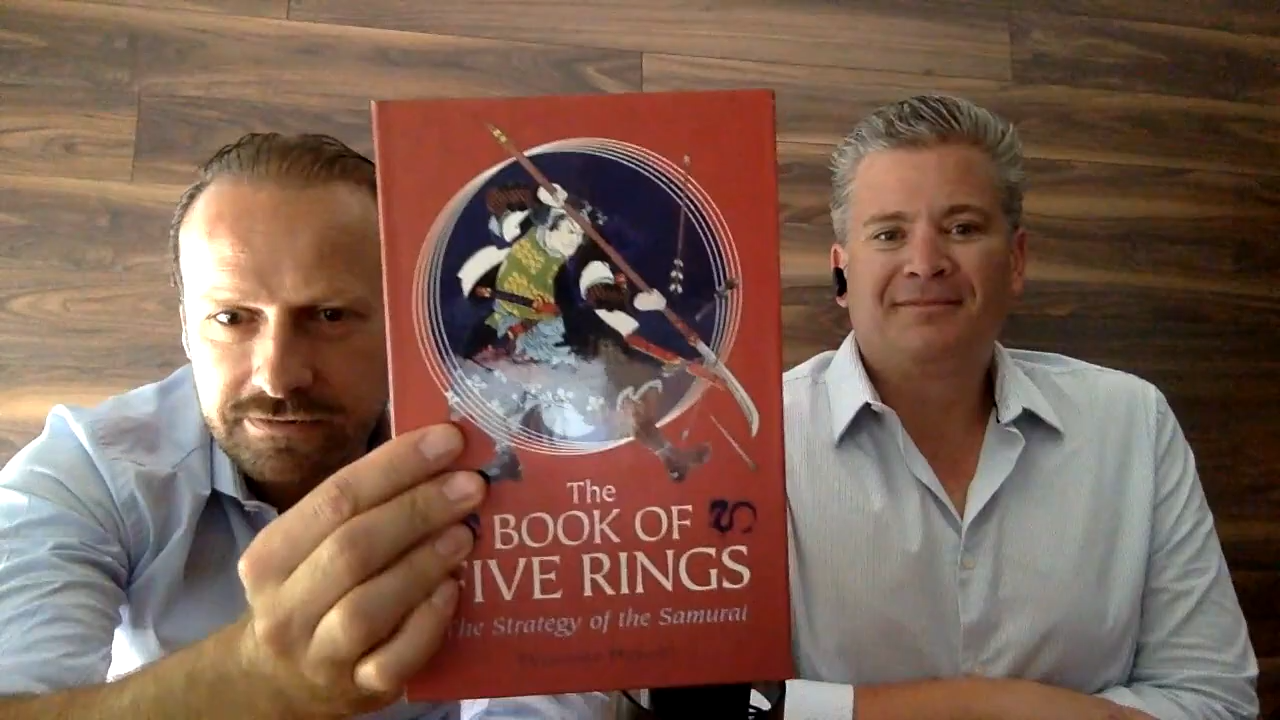 The
BOOK OF
FIVE RINGS
The Strategy of the Samurai